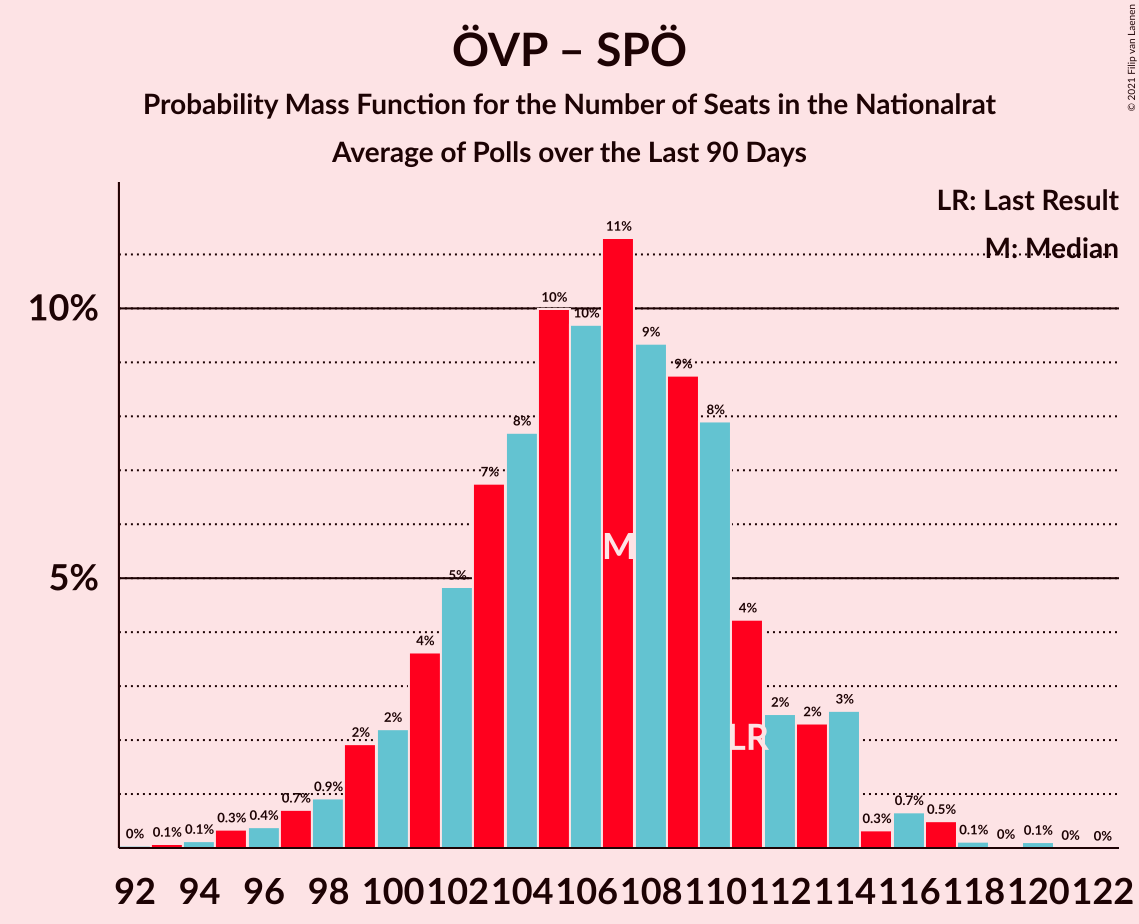 ÖVP – SPÖ
Probability Mass Function for the Number of Seats in the Nationalrat
Average of Polls over the Last 90 Days
© 2021 Filip van Laenen
LR: Last Result
M: Median
10%
5%
0% 0.1% 0.1% 0.3% 0.4% 0.7% 0.9% 2% 2% 4% 5% 7% 8% 10% 10% 11% 9% 9% 8% 4% 2% 2% 3% 0.3% 0.7% 0.5% 0.1% 0% 0.1% 0% 0%
M
LR
92 94 96 98 100 102 104 106 108 110 112 114 116 118 120 122